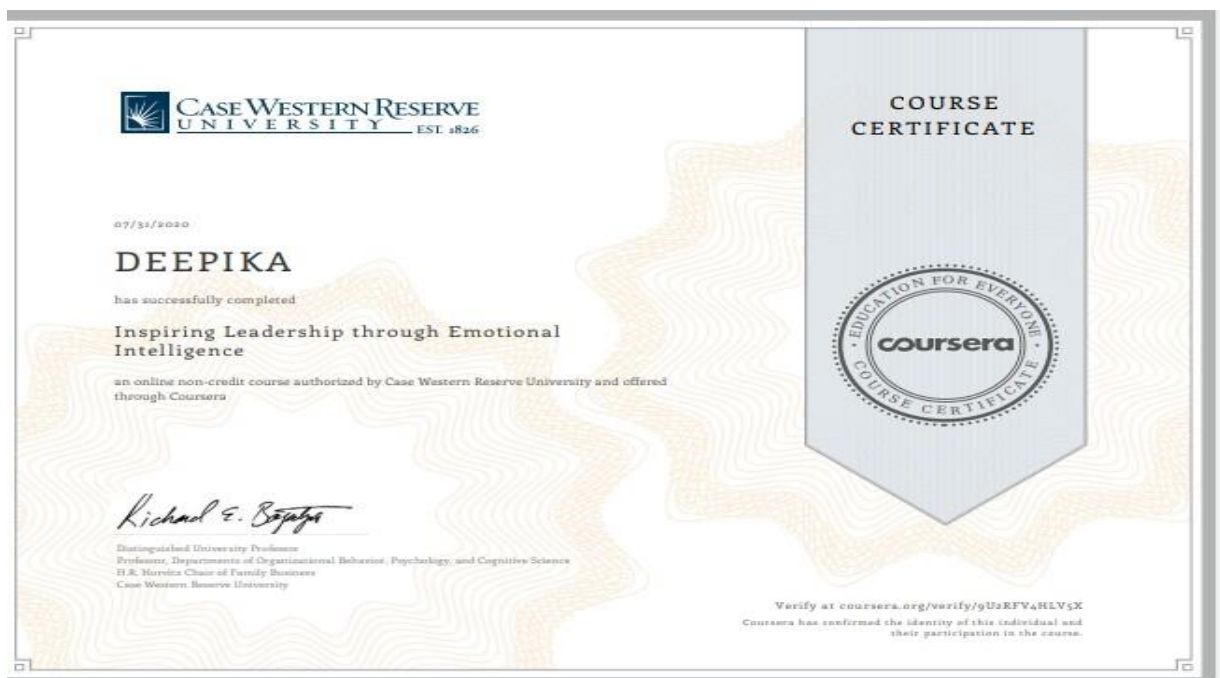 CASE WESTERN RESERVE
UNIVERSITY EST. 1826
COURSE
CERTIFICATE
07/31/2020
DEEPIKA
has successfully completed
Inspiring Leadership through Emotional
Intelligence
an online non-credit course authorized by Case Western Reserve University and offered
through Coursera
EDUCATION FOR EVERYONE
coursera
COURSE CERTIFICATE
Richard E. Boyatzis
Distinguished University Professor
Professor, Departments of Organizational Behavior, Psychology, and Cognitive Science
H.R. Horvitz Chair of Family Business
Case Western Reserve University
Verify at coursera.org/verify/9U2RFV4HLV5X
Coursera has confirmed the identity of this individual and
their participation in the course.